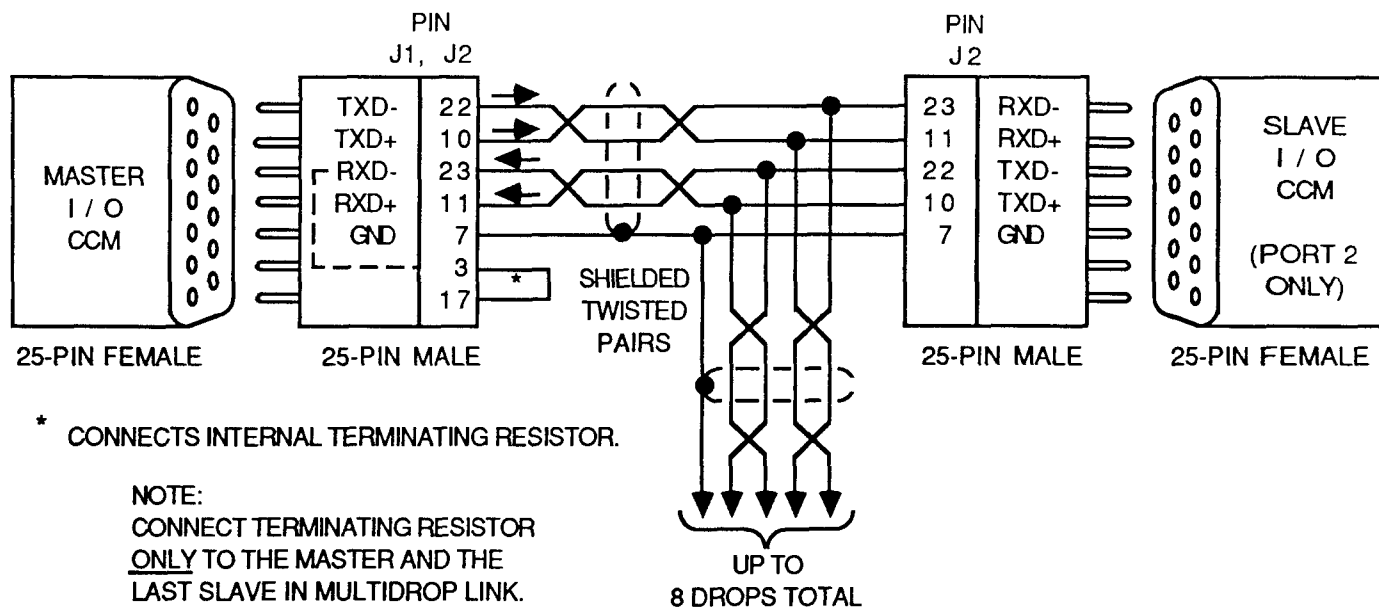 PIN
J1, J2
PIN
J2
MASTER
I / O
CCM
TXD- 22
TXD+ 10
RXD- 23
RXD+ 11
GND 7
3
17
*
SHIELDED
TWISTED
PAIRS
23 RXD-
11 RXD+
22 TXD-
10 TXD+
7 GND
SLAVE
I / O
CCM
(PORT 2
ONLY)
25-PIN FEMALE
25-PIN MALE
25-PIN MALE
25-PIN FEMALE
* CONNECTS INTERNAL TERMINATING RESISTOR.
NOTE:
CONNECT TERMINATING RESISTOR
ONLY TO THE MASTER AND THE
LAST SLAVE IN MULTIDROP LINK.
UP TO
8 DROPS TOTAL